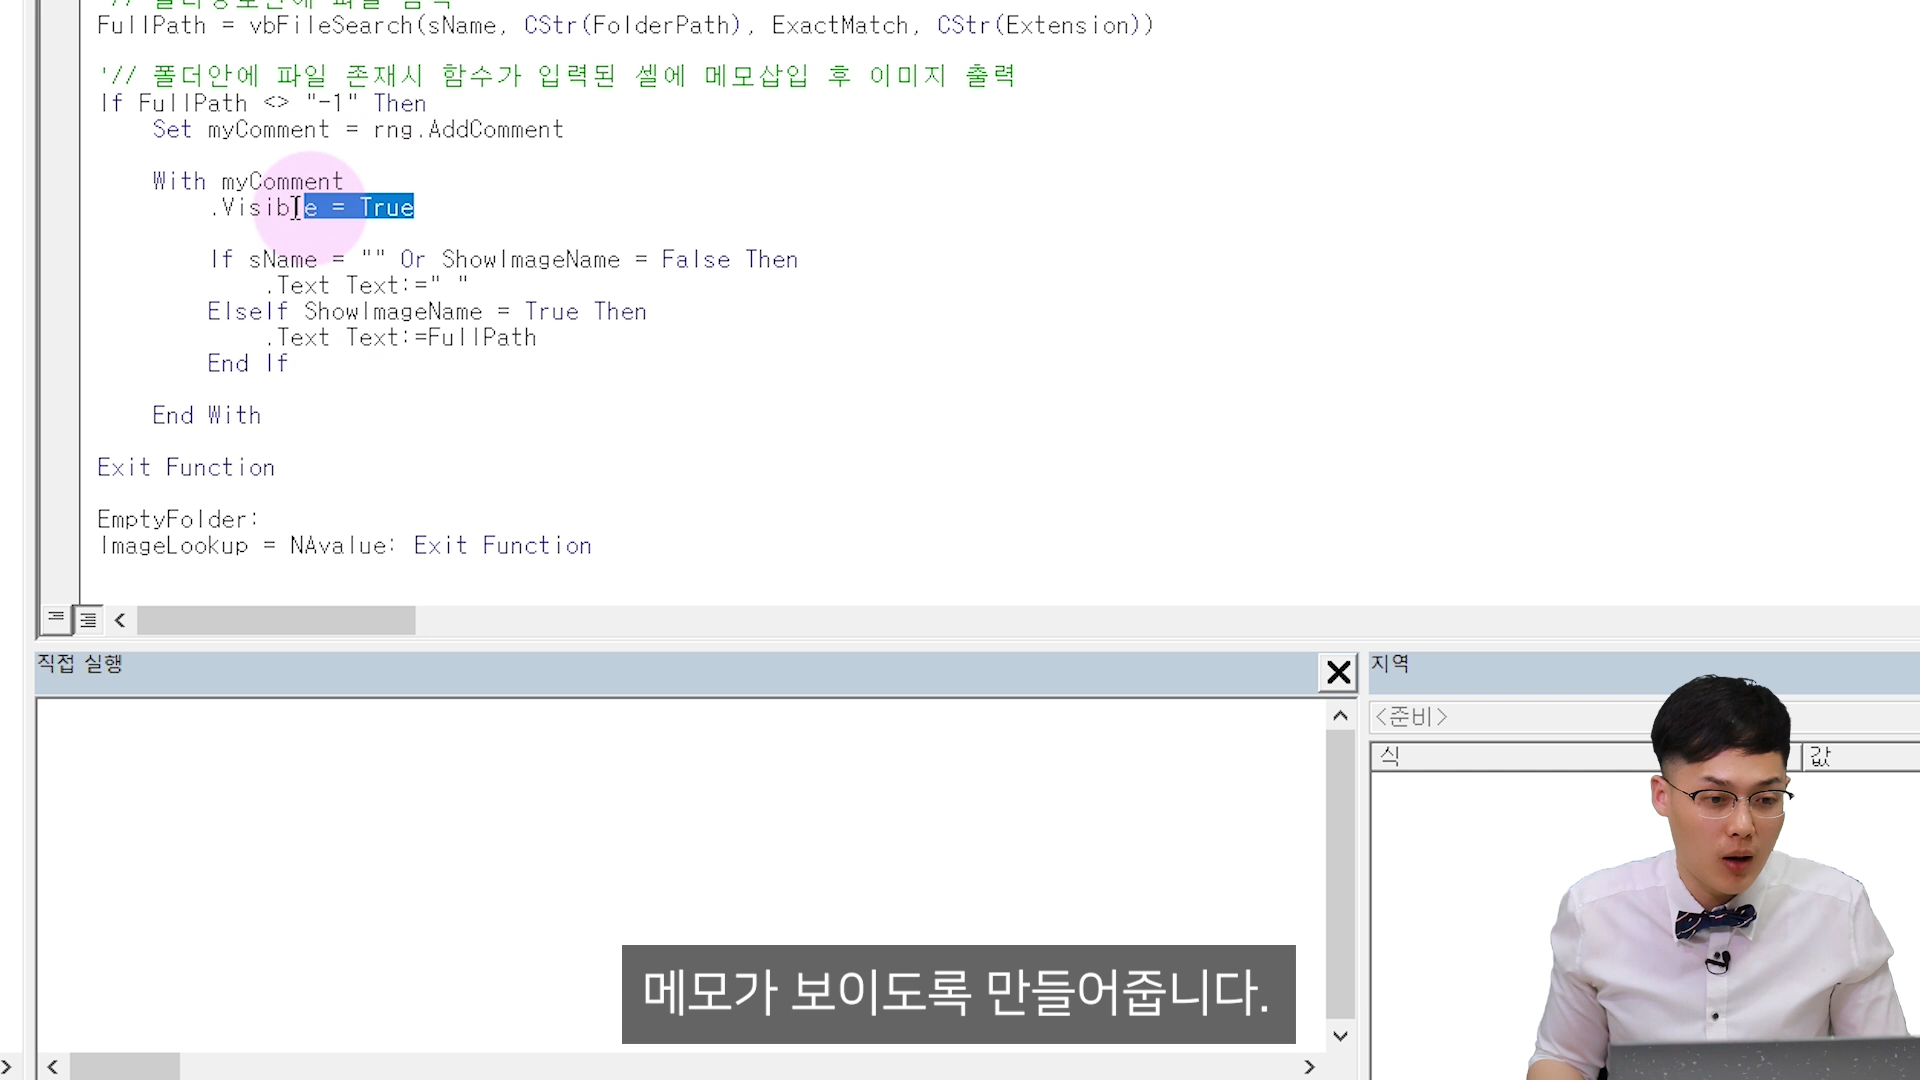 FullPath = vbFileSearch(sName, CStr(FolderPath), ExactMatch, CStr(Extension))
'// 폴더안에 파일 존재시 함수가 입력된 셀에 메모삽입 후 이미지 출력
If FullPath <> "-1" Then
Set myComment = rng.AddComment
With myComment
.Visible = True
If sName = "" Or ShowImageName = False Then
.Text Text:=" "
ElseIf ShowImageName = True Then
.Text Text:=FullPath
End If
End With
Exit Function
EmptyFolder:
ImageLookup = NAvalue: Exit Function
직접 실행
지역
<준비>
식
값
메모가 보이도록 만들어줍니다.